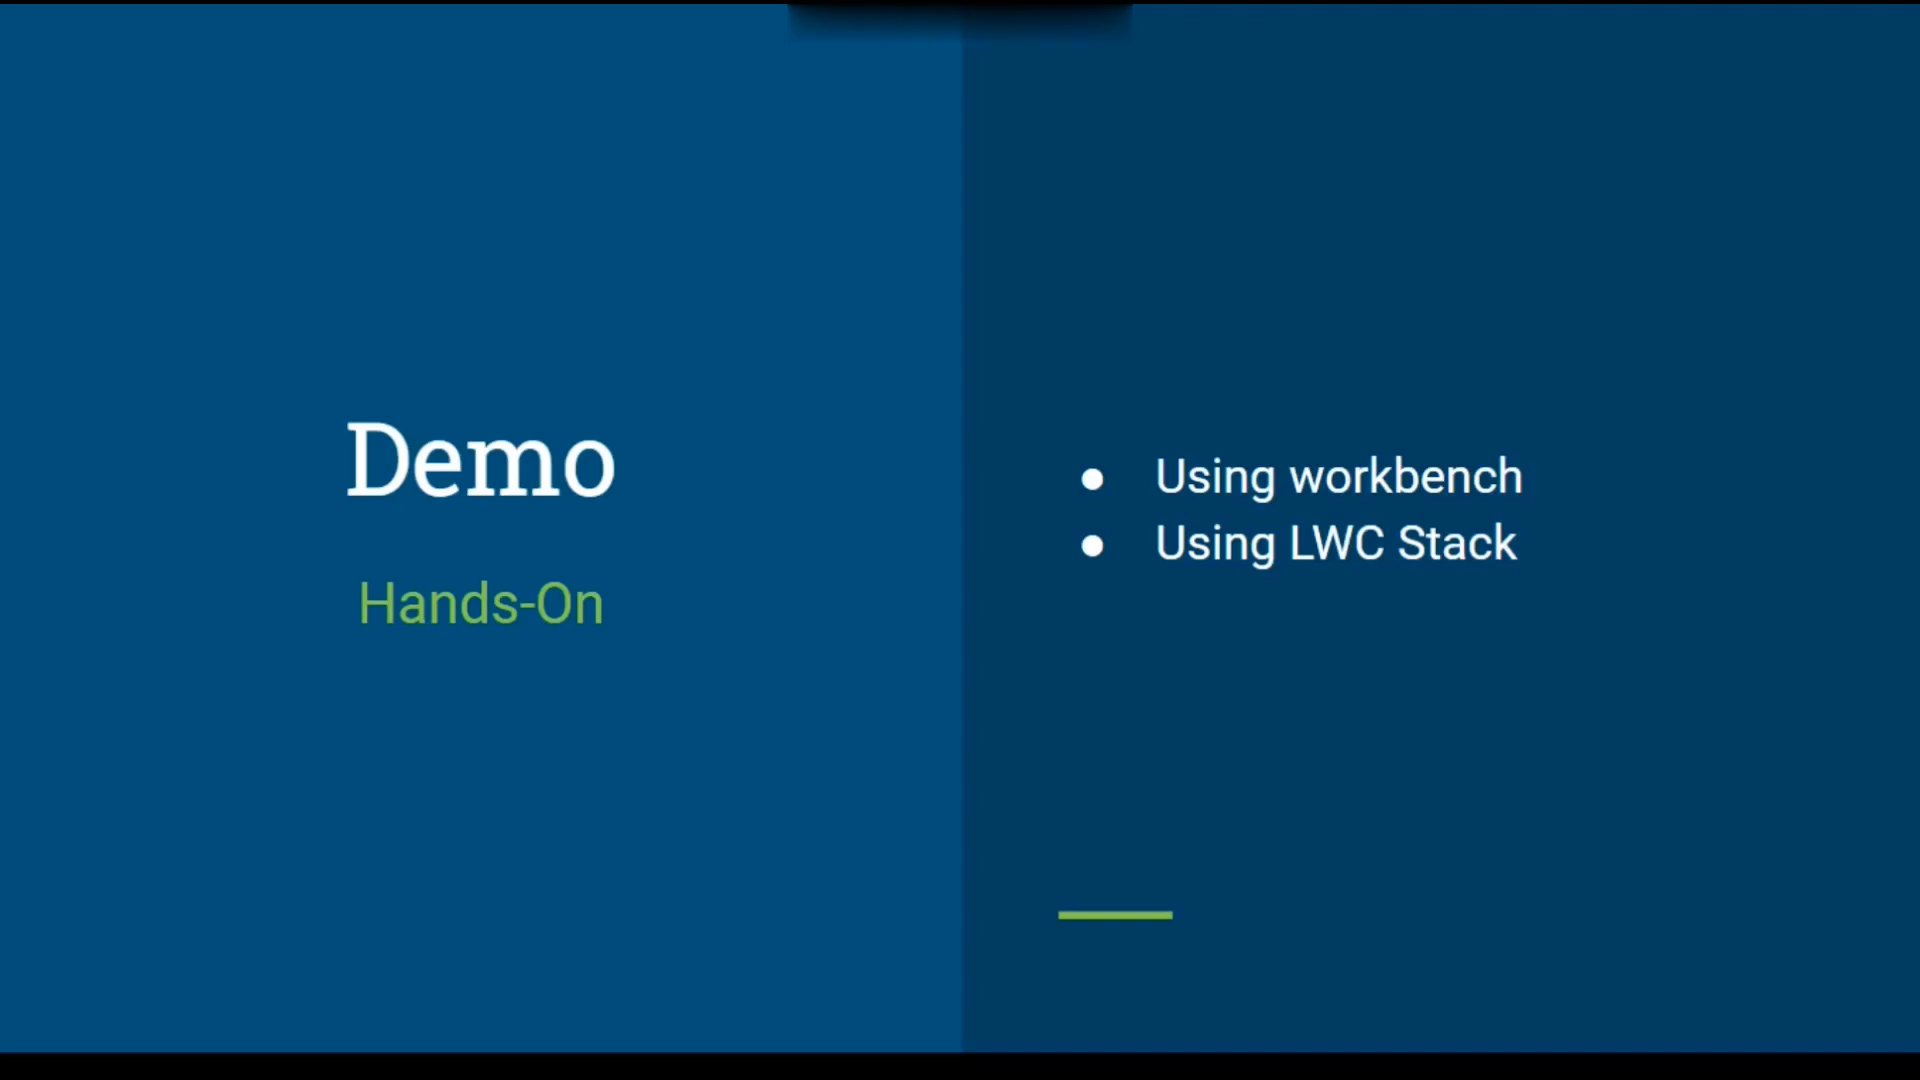 Demo
Hands-On
● Using workbench
● Using LWC Stack